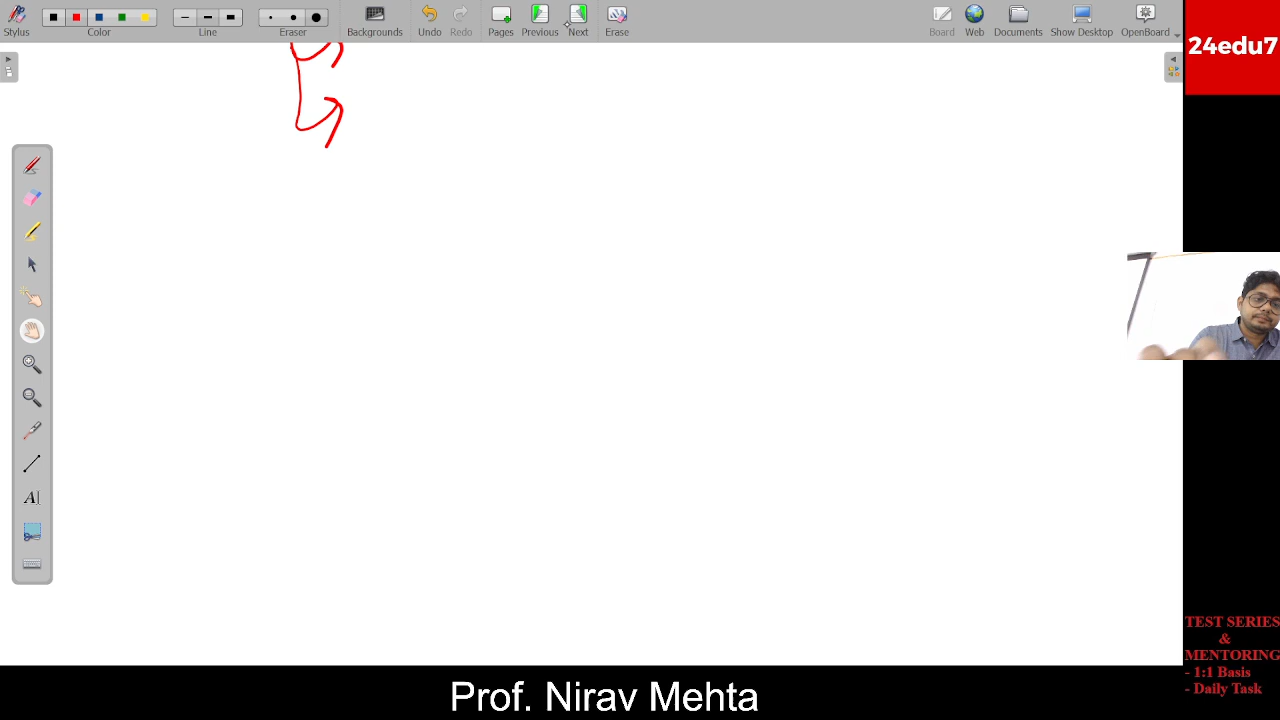 Stylus
Color
Line
Eraser
Backgrounds
Undo
Redo
Pages
Previous
Next
Erase
Board
Web
Documents
Show Desktop
OpenBoard
24edu7
A
TEST SERIES
&
MENTORING
- 1:1 Basis
- Daily Task
Prof. Nirav Mehta